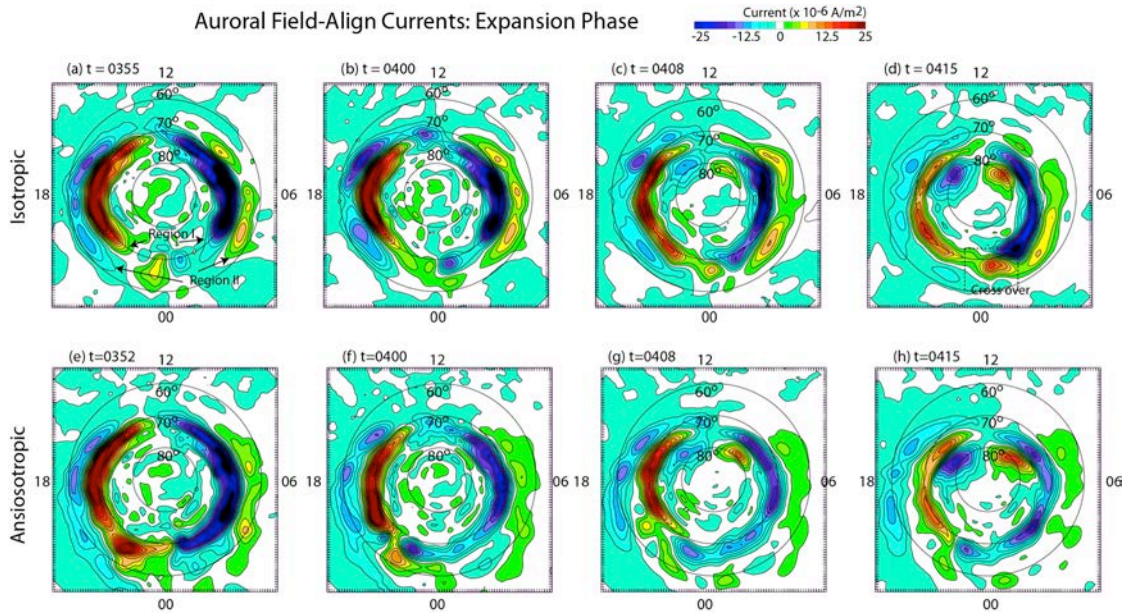 Auroral Field-Align Currents: Expansion Phase
Current (x 10-6 A/m2)
-25 -12.5 0 12.5 25
(a) t = 0355 12
(b) t = 0400 12
(c) t = 0408 12
(d) t = 0415 12
60° 60° 60° 60°
70° 70° 70° 70°
80° 80° 80° 80°
Isotropic
18 06 18 06 18 06 18 06
Region I
Region II
Cross over
00 00 00 00
(e) t=0352 12
(f) t=0400 12
(g) t=0408 12
(h) t=0415 12
60° 60° 60° 60°
70° 70° 70° 70°
80° 80° 80° 80°
Ansiosotropic
18 06 18 06 18 06 18 06
00 00 00 00